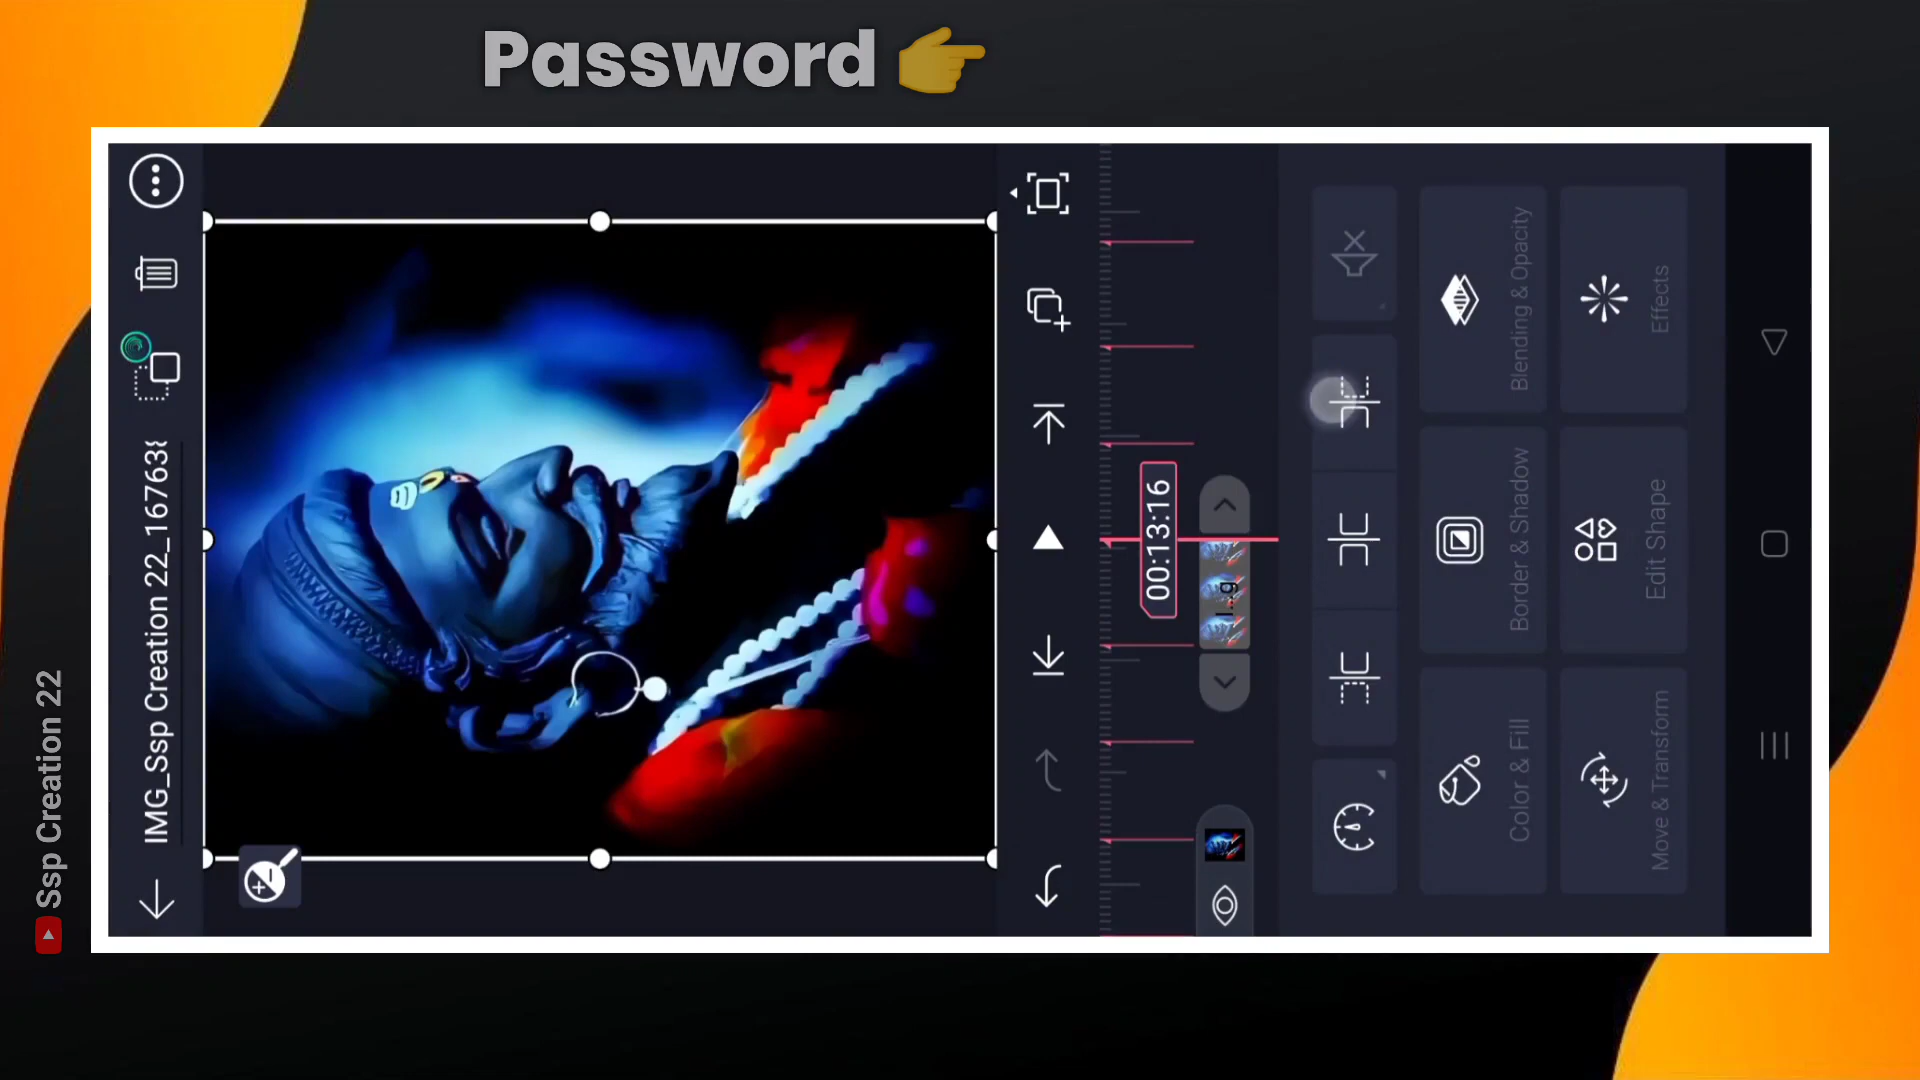 Password 👉
IMG_Ssp Creation 22_16763
00:13:16
Blending & Opacity
Effects
Border & Shadow
Edit Shape
Color & Fill
Move & Transform
Ssp Creation 22